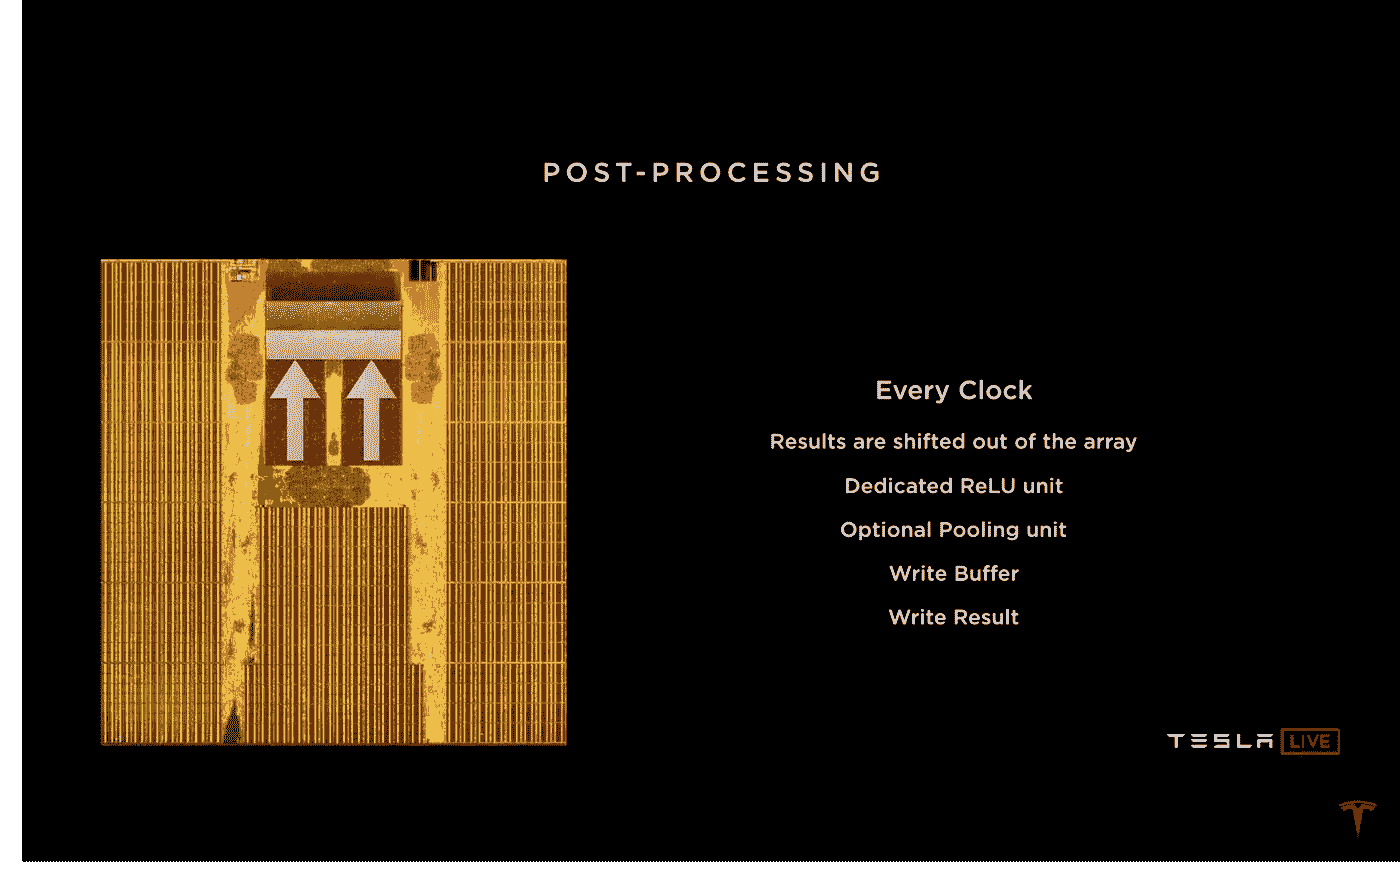 POST-PROCESSING
Every Clock
Results are shifted out of the array
Dedicated ReLU unit
Optional Pooling unit
Write Buffer
Write Result
TESLA LIVE